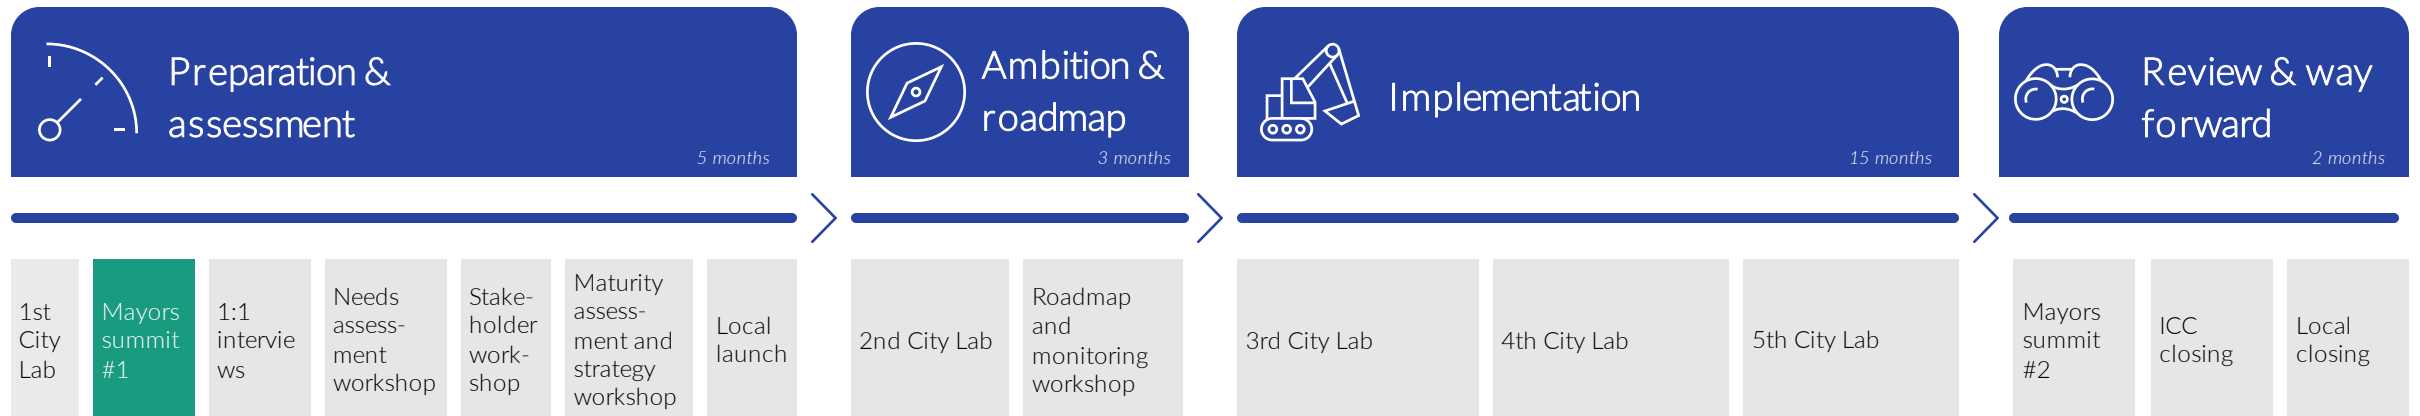 Preparation &
assessment
5 months
Ambition &
roadmap
3 months
Implementation
15 months
Review & way
forward
2 months
1st
City
Lab
Mayors
summit
#1
1:1
intervie
ws
Needs
assess-
ment
workshop
Stake-
holder
work-
shop
Maturity
assess-
ment and
strategy
workshop
Local
launch
2nd City Lab
Roadmap
and
monitoring
workshop
3rd City Lab
4th City Lab
5th City Lab
Mayors
summit
#2
ICC
closing
Local
closing